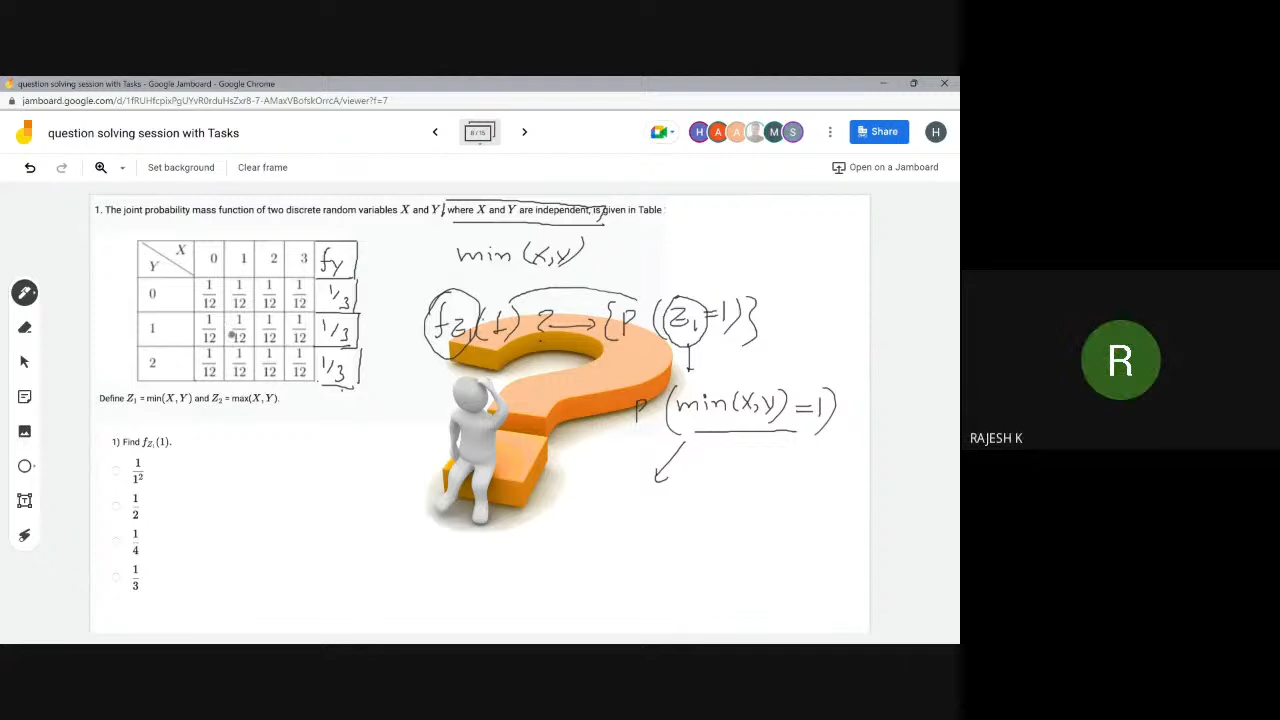 question solving session with Tasks - Google Jamboard - Google Chrome
jamboard.google.com/d/1fRUHfcpixPgUYvR0rduHsZxr8-7-AMaxVBofskOrrcA/viewer?f=7
question solving session with Tasks
8 / 15
H A A M S
Share
H
Set background
Clear frame
Open on a Jamboard
1. The joint probability mass function of two discrete random variables X and Y, where X and Y are independent, is given in Table
X 0 1 2 3 fY
Y
0 1/12 1/12 1/12 1/12 1/3
1 1/12 1/12 1/12 1/12 1/3
2 1/12 1/12 1/12 1/12 1/3
min (X,Y)
fZ1(1) ? → {P (Z1=1)}
P (min(X,Y) =1)
Define Z1 = min(X, Y) and Z2 = max(X, Y).
1) Find fZ1(1).
1/1²
1/2
1/4
1/3
R
RAJESH K